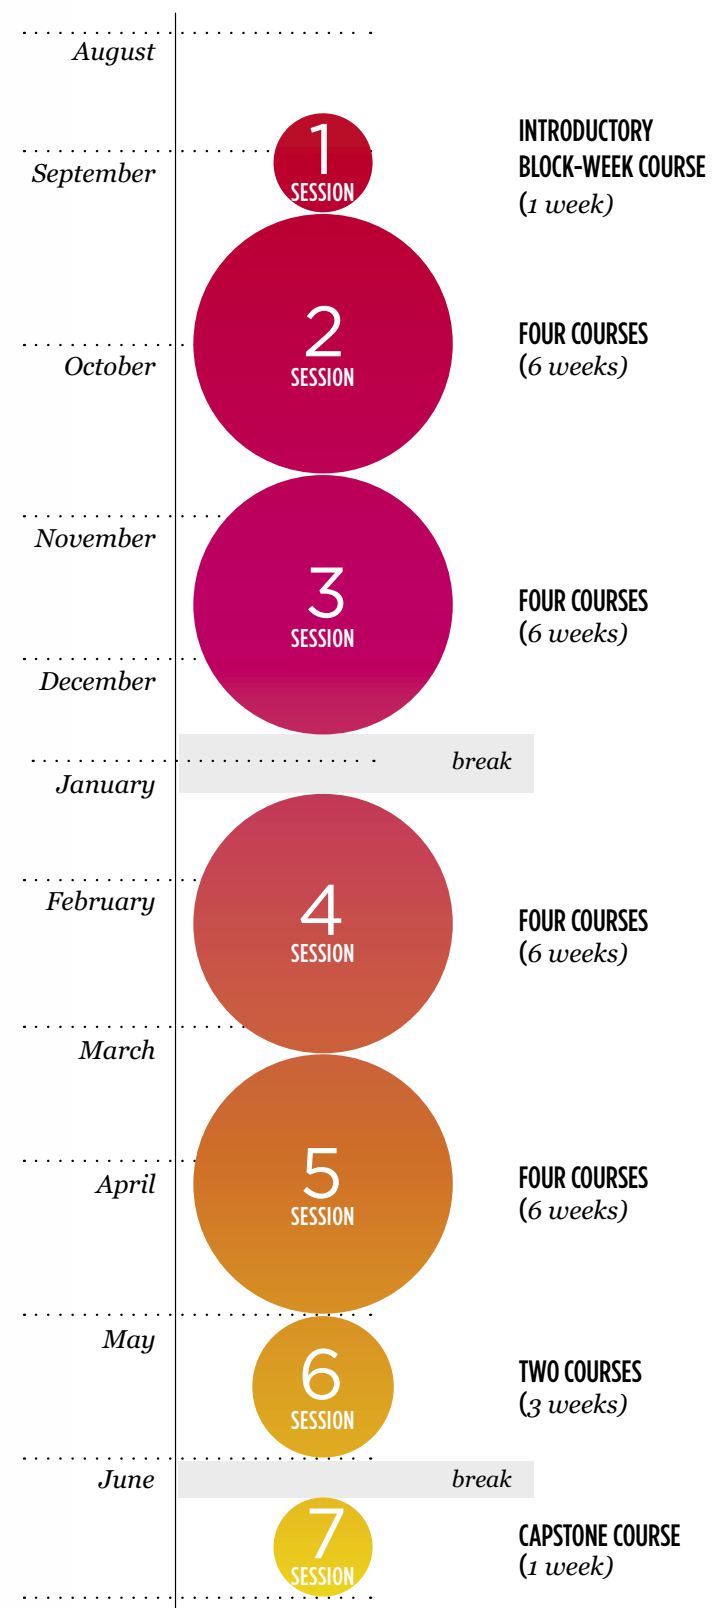 August
1
SESSION
INTRODUCTORY
BLOCK-WEEK COURSE
(1 week)
September
2
SESSION
FOUR COURSES
(6 weeks)
October
November
3
SESSION
FOUR COURSES
(6 weeks)
December
break
January
February
4
SESSION
FOUR COURSES
(6 weeks)
March
5
SESSION
FOUR COURSES
(6 weeks)
April
May
6
SESSION
TWO COURSES
(3 weeks)
June
break
7
SESSION
CAPSTONE COURSE
(1 week)